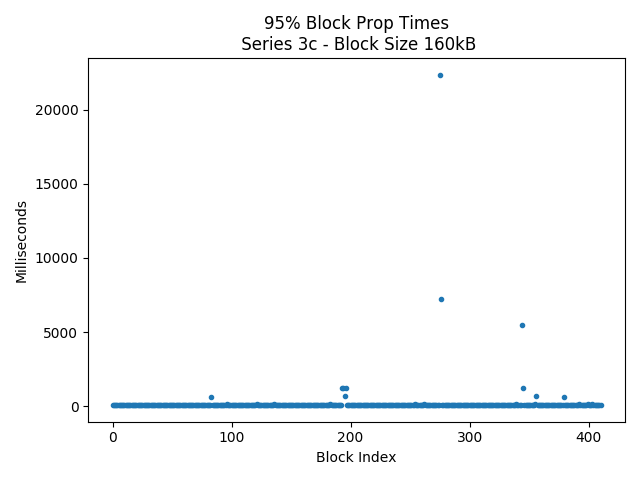 95% Block Prop Times
Series 3c - Block Size 160kB
Milliseconds
20000
15000
10000
5000
0
0 100 200 300 400
Block Index